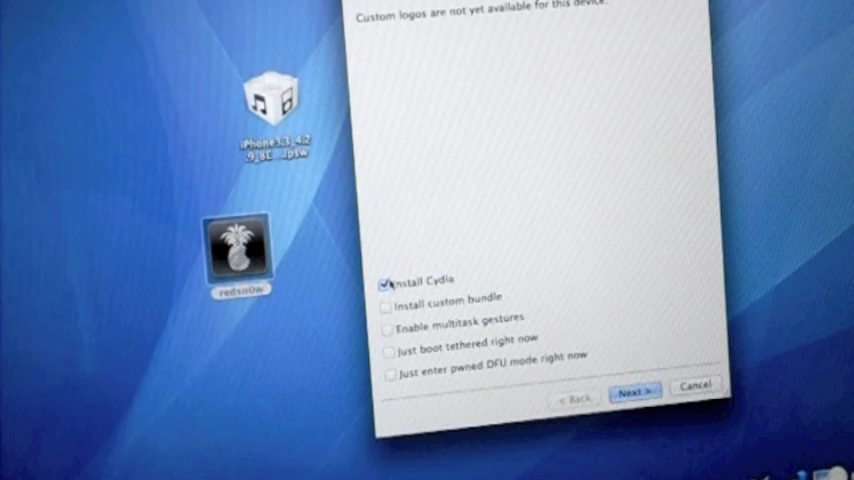 Custom logos are not yet available for this device.
iPhone3,3_4.2
.9_8E....ipsw
redsn0w
Install Cydia
Install custom bundle
Enable multitask gestures
Just boot tethered right now
Just enter pwned DFU mode right now
< Back
Next >
Cancel